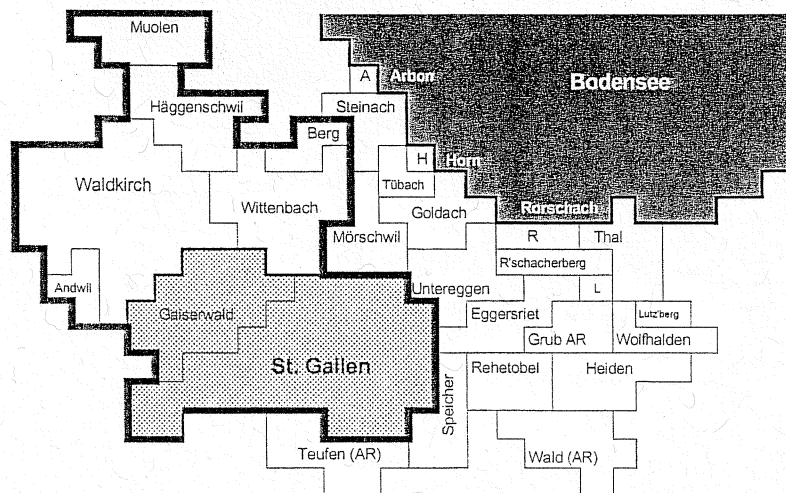 Muolen
Bodensee
A
Arbon
Häggenschwil
Steinach
Berg
H
Horn
Waldkirch
Tübach
Wittenbach
Rorschach
Goldach
Mörschwil
R
Thal
R'schacherberg
Andwil
Untereggen
L
Gaiserwald
Eggersriet
Lutz'berg
Grub AR
Wolfhalden
St. Gallen
Rehetobel
Heiden
Speicher
Teufen (AR)
Wald (AR)